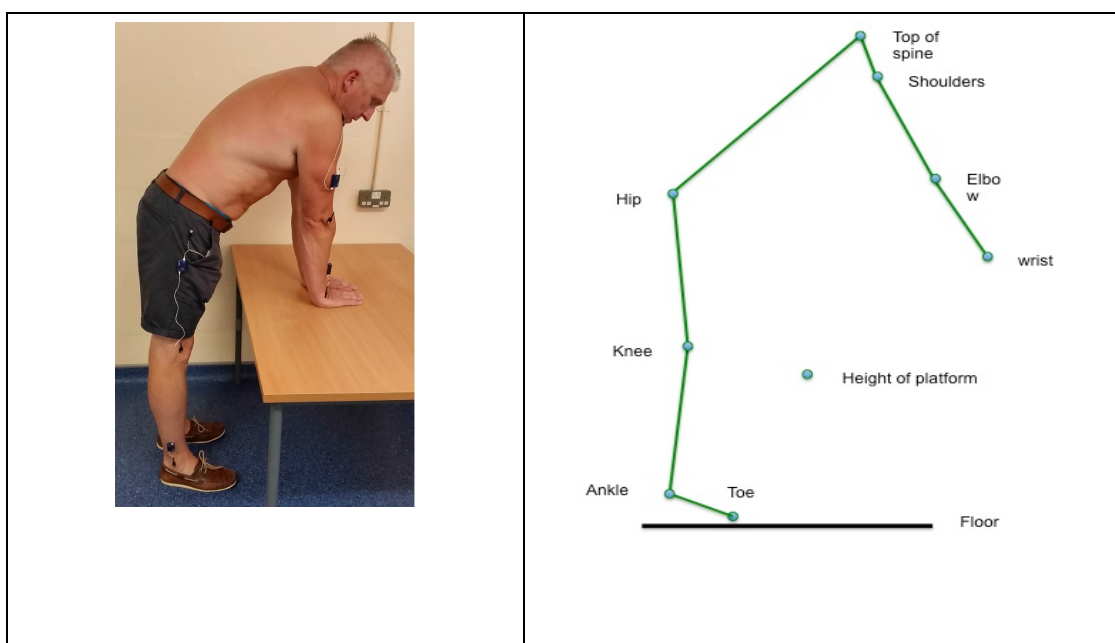 Top of
spine
Shoulders
Elbo
w
Hip
wrist
Knee
Height of platform
Ankle
Toe
Floor